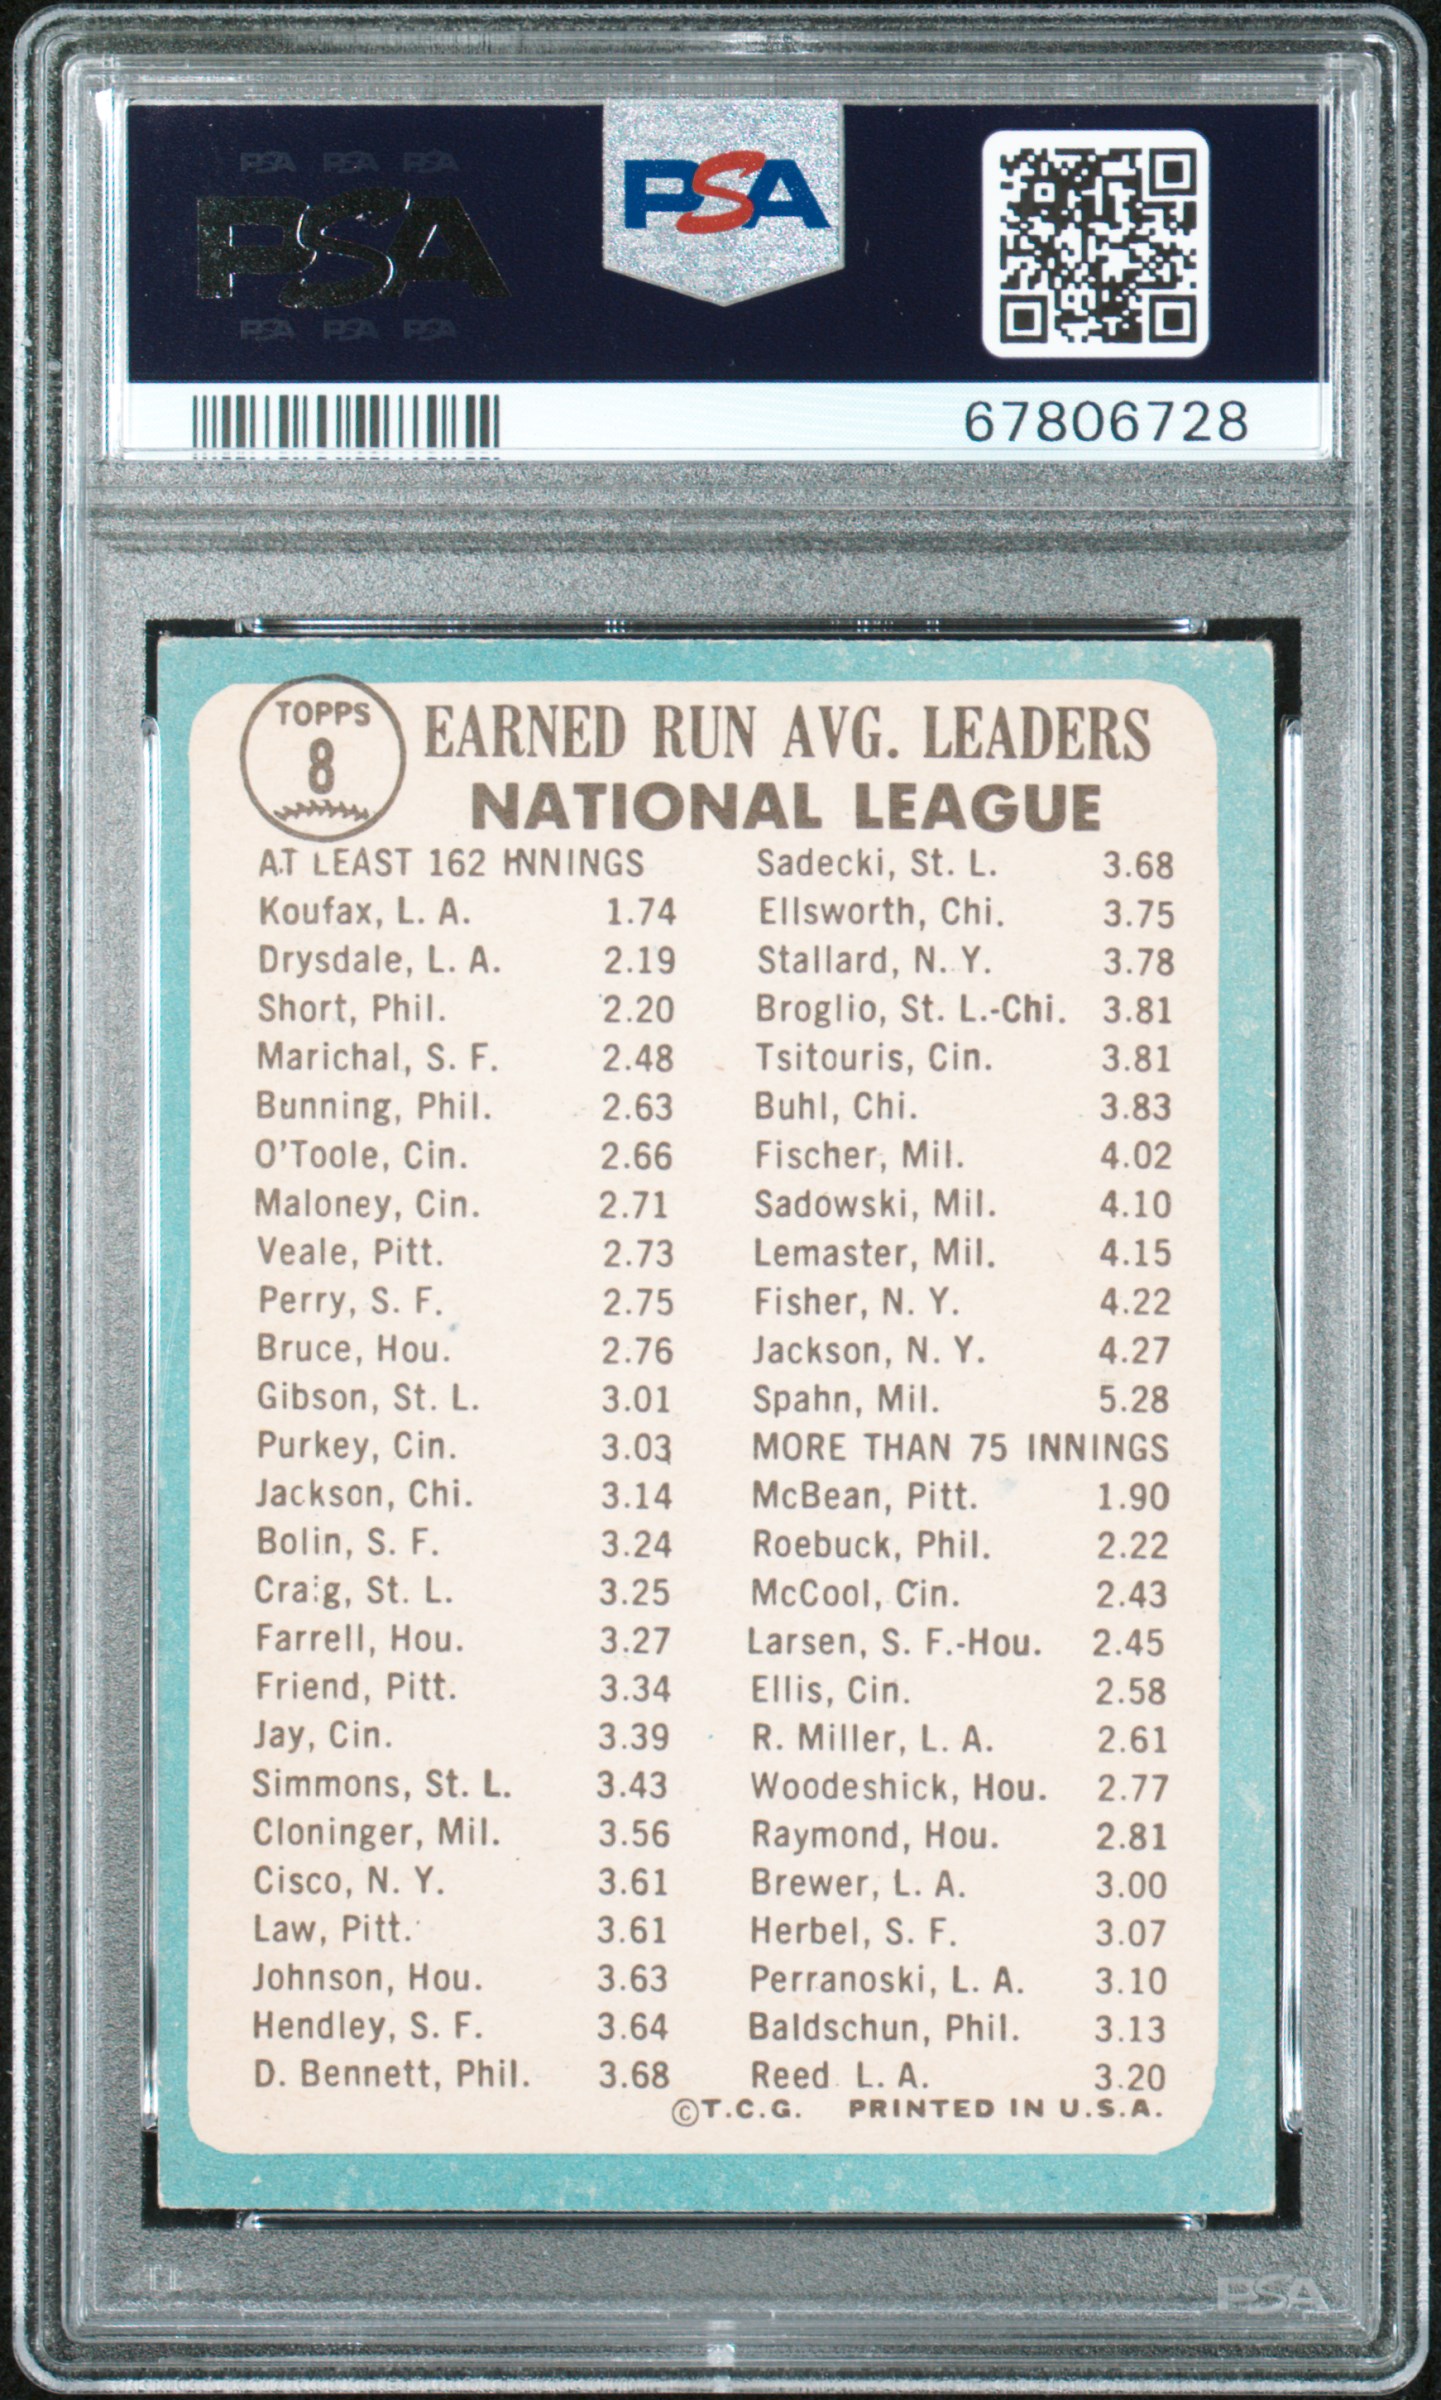 PSA PSA PSA
PSA
PSA PSA PSA
PSA
67806728
TOPPS
8
EARNED RUN AVG. LEADERS
NATIONAL LEAGUE
AT LEAST 162 INNINGS
Koufax, L. A. 1.74
Drysdale, L. A. 2.19
Short, Phil. 2.20
Marichal, S. F. 2.48
Bunning, Phil. 2.63
O'Toole, Cin. 2.66
Maloney, Cin. 2.71
Veale, Pitt. 2.73
Perry, S. F. 2.75
Bruce, Hou. 2.76
Gibson, St. L. 3.01
Purkey, Cin. 3.03
Jackson, Chi. 3.14
Bolin, S. F. 3.24
Craig, St. L. 3.25
Farrell, Hou. 3.27
Friend, Pitt. 3.34
Jay, Cin. 3.39
Simmons, St. L. 3.43
Cloninger, Mil. 3.56
Cisco, N. Y. 3.61
Law, Pitt. 3.61
Johnson, Hou. 3.63
Hendley, S. F. 3.64
D. Bennett, Phil. 3.68
Sadecki, St. L. 3.68
Ellsworth, Chi. 3.75
Stallard, N. Y. 3.78
Broglio, St. L.-Chi. 3.81
Tsitouris, Cin. 3.81
Buhl, Chi. 3.83
Fischer, Mil. 4.02
Sadowski, Mil. 4.10
Lemaster, Mil. 4.15
Fisher, N. Y. 4.22
Jackson, N. Y. 4.27
Spahn, Mil. 5.28
MORE THAN 75 INNINGS
McBean, Pitt. 1.90
Roebuck, Phil. 2.22
McCool, Cin. 2.43
Larsen, S. F.-Hou. 2.45
Ellis, Cin. 2.58
R. Miller, L. A. 2.61
Woodeshick, Hou. 2.77
Raymond, Hou. 2.81
Brewer, L. A. 3.00
Herbel, S. F. 3.07
Perranoski, L. A. 3.10
Baldschun, Phil. 3.13
Reed L. A. 3.20
©T.C.G. PRINTED IN U.S.A.
PSA